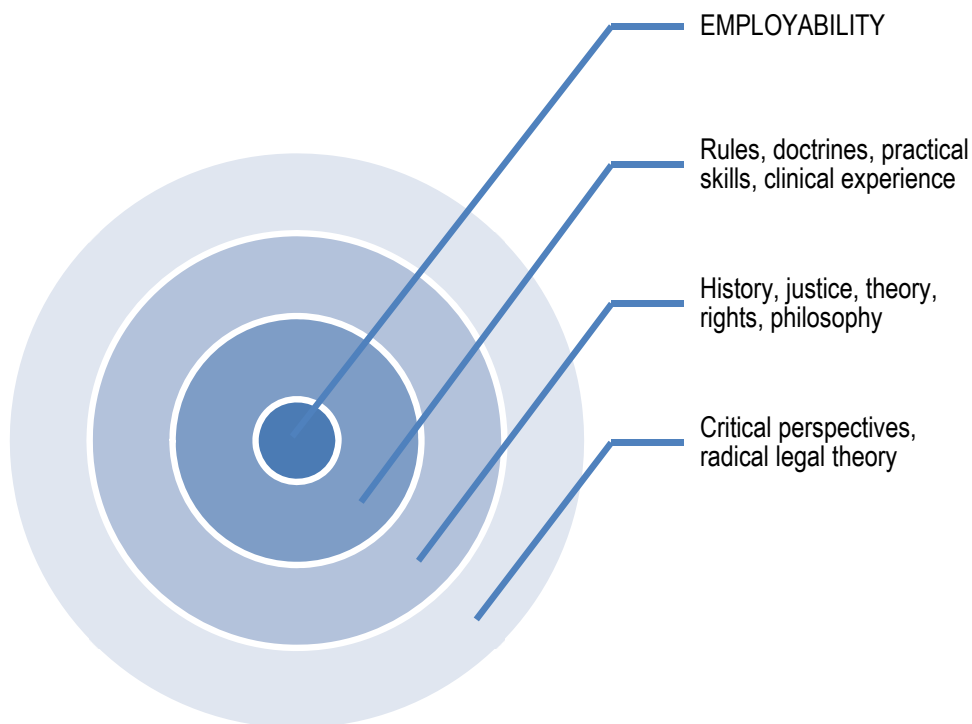 EMPLOYABILITY
Rules, doctrines, practical
skills, clinical experience
History, justice, theory,
rights, philosophy
Critical perspectives,
radical legal theory